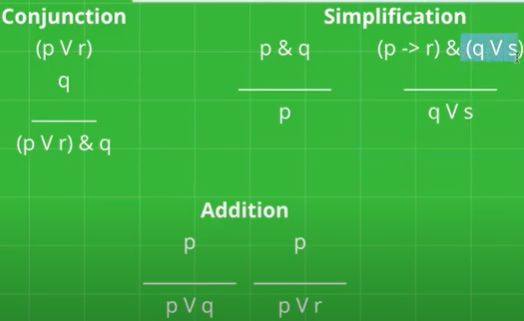 Conjunction
(p V r)
q
(p V r) & q
Simplification
p & q
p
(p -> r) & (q V s)
q V s
Addition
p
p V q
p
p V r